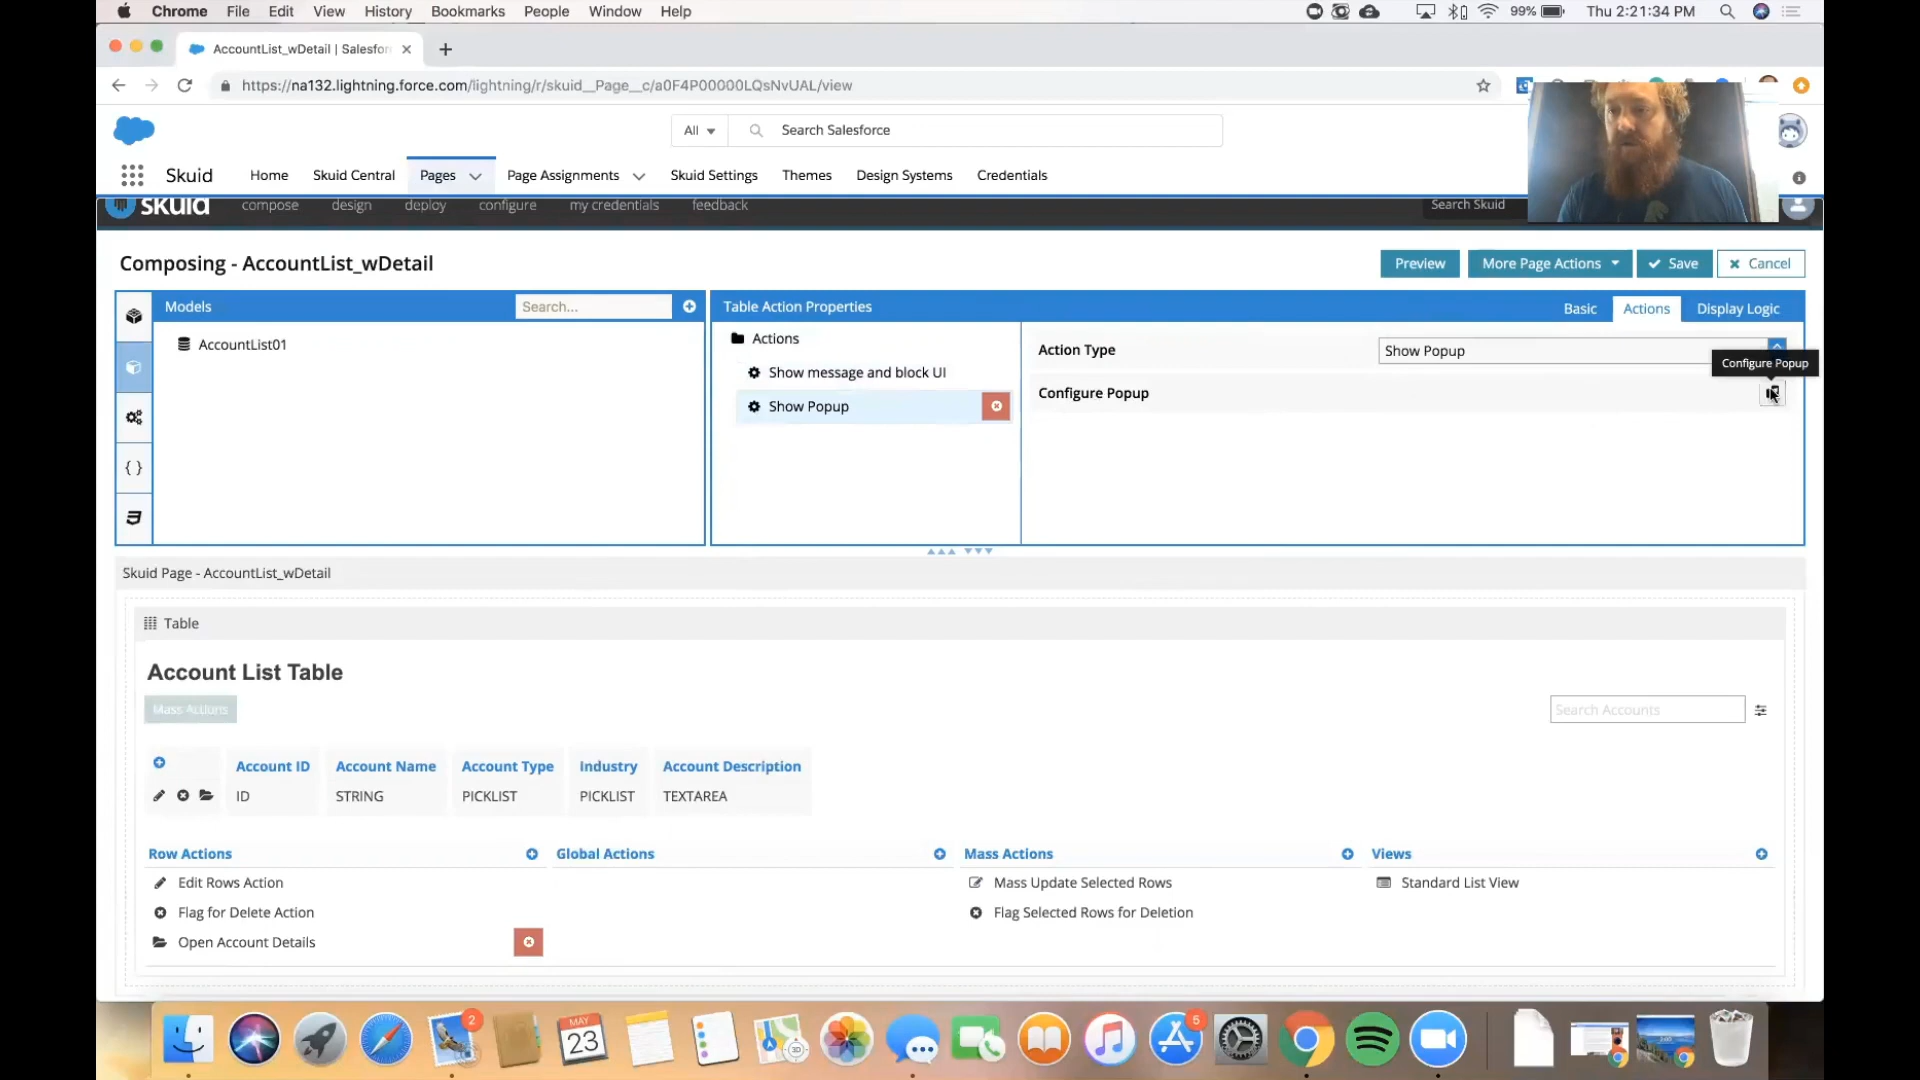 Chrome File Edit View History Bookmarks People Window Help 99% Thu 2:21:34 PM
AccountList_wDetail | Salesfor
https://na132.lightning.force.com/lightning/r/skuid__Page__c/a0F4P00000LQsNvUAL/view
All Search Salesforce
Skuid Home Skuid Central Pages Page Assignments Skuid Settings Themes Design Systems Credentials
skuid compose design deploy configure my credentials feedback Search Skuid
Composing - AccountList_wDetail Preview More Page Actions Save Cancel
Models Search... Table Action Properties Basic Actions Display Logic
AccountList01
Actions
Show message and block UI
Show Popup
Action Type Show Popup
Configure Popup
Configure Popup
Skuid Page - AccountList_wDetail
Table
Account List Table
Mass Actions Search Accounts
Account ID Account Name Account Type Industry Account Description
ID STRING PICKLIST PICKLIST TEXTAREA
Row Actions Global Actions Mass Actions Views
Edit Rows Action Mass Update Selected Rows Standard List View
Flag for Delete Action Flag Selected Rows for Deletion
Open Account Details
2
MAY
23
3D
5